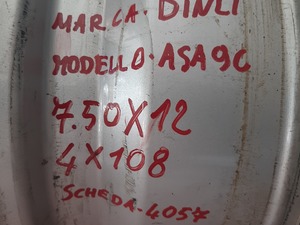 MARCA. DINLI
MODELLO. ASA90
7.50X12
4X108
SCHEDA-4057